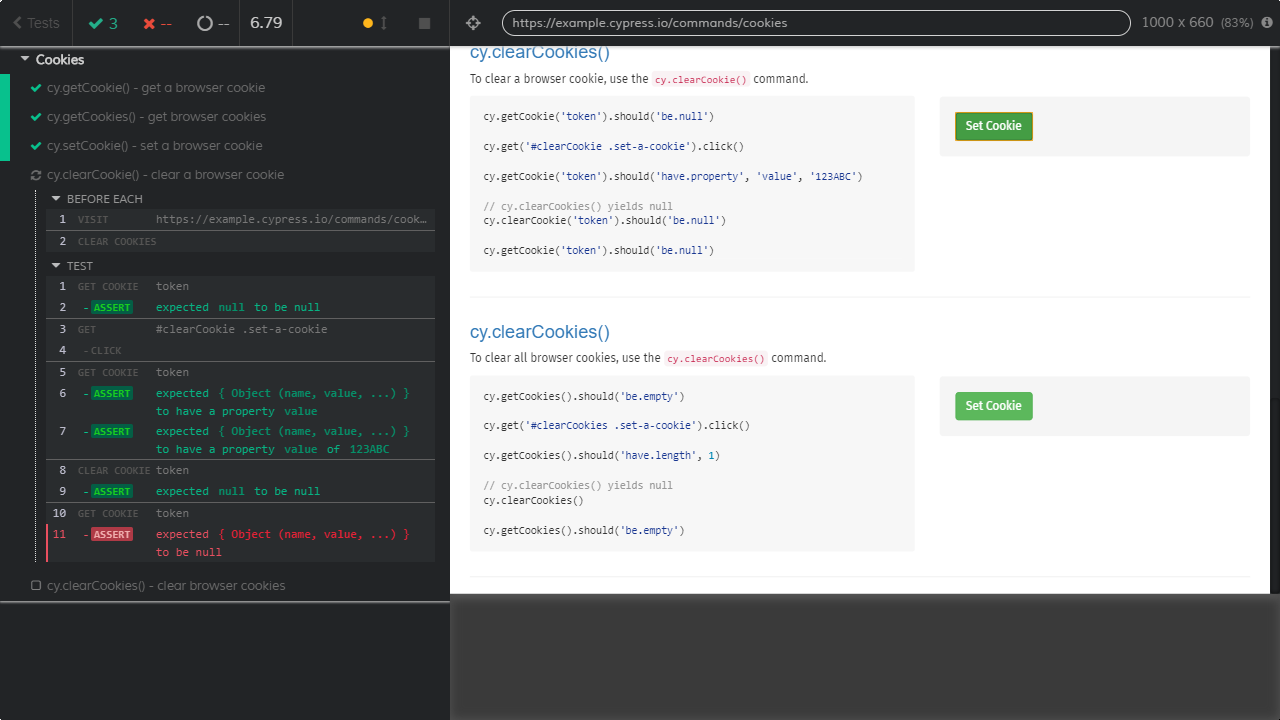 Tests 3 -- -- 6.79
https://example.cypress.io/commands/cookies 1000 x 660 (83%)
Cookies
cy.getCookie() - get a browser cookie
cy.getCookies() - get browser cookies
cy.setCookie() - set a browser cookie
cy.clearCookie() - clear a browser cookie
BEFORE EACH
1 VISIT https://example.cypress.io/commands/cook...
2 CLEAR COOKIES
TEST
1 GET COOKIE token
2 -ASSERT expected null to be null
3 GET #clearCookie .set-a-cookie
4 -CLICK
5 GET COOKIE token
6 -ASSERT expected { Object (name, value, ...) }
to have a property value
7 -ASSERT expected { Object (name, value, ...) }
to have a property value of 123ABC
8 CLEAR COOKIE token
9 -ASSERT expected null to be null
10 GET COOKIE token
11 -ASSERT expected { Object (name, value, ...) }
to be null
cy.clearCookies() - clear browser cookies
cy.clearCookies()
To clear a browser cookie, use the cy.clearCookie() command.
cy.getCookie('token').should('be.null')
cy.get('#clearCookie .set-a-cookie').click()
cy.getCookie('token').should('have.property', 'value', '123ABC')
// cy.clearCookies() yields null
cy.clearCookie('token').should('be.null')
cy.getCookie('token').should('be.null')
Set Cookie
cy.clearCookies()
To clear all browser cookies, use the cy.clearCookies() command.
cy.getCookies().should('be.empty')
cy.get('#clearCookies .set-a-cookie').click()
cy.getCookies().should('have.length', 1)
// cy.clearCookies() yields null
cy.clearCookies()
cy.getCookies().should('be.empty')
Set Cookie